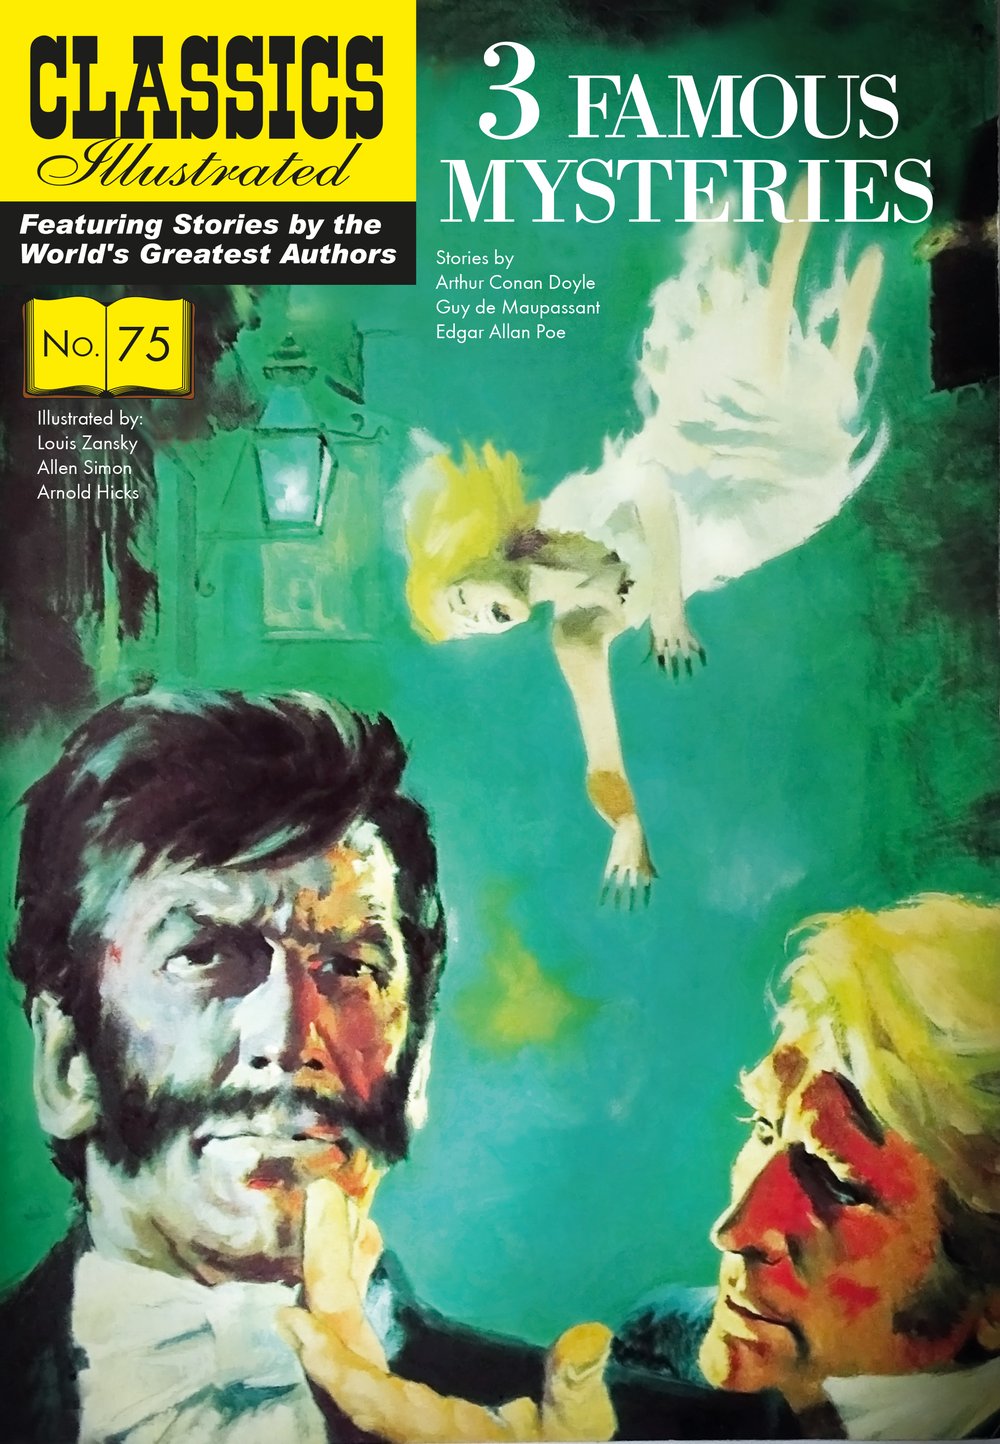 CLASSICS
Illustrated
Featuring Stories by the
World's Greatest Authors
No. 75
Illustrated by:
Louis Zansky
Allen Simon
Arnold Hicks
3 FAMOUS
MYSTERIES
Stories by
Arthur Conan Doyle
Guy de Maupassant
Edgar Allan Poe